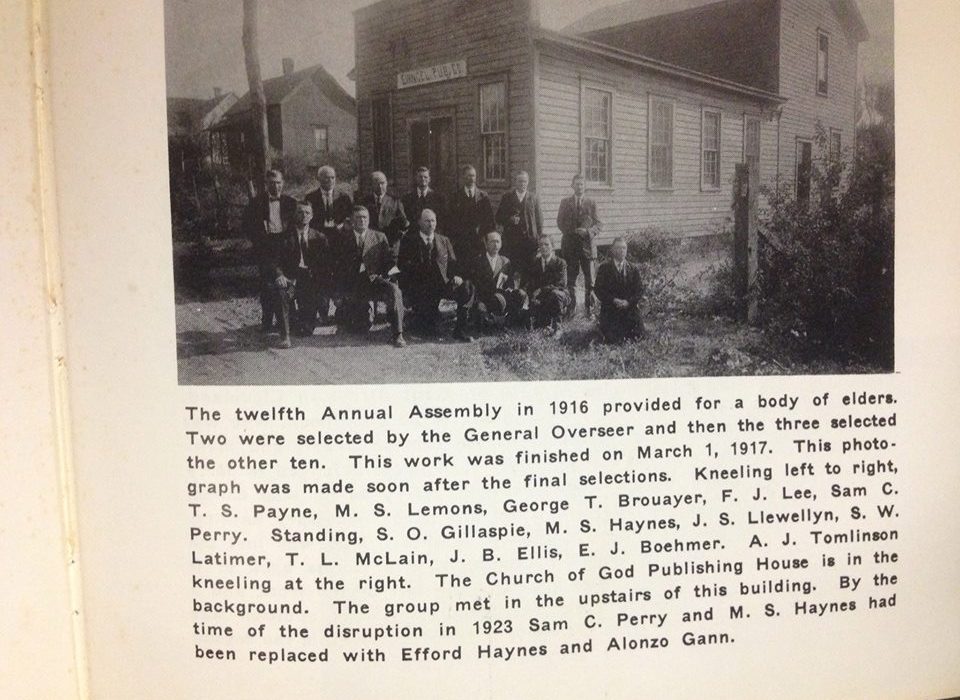 EVANGEL PUB. CO.
The twelfth Annual Assembly in 1916 provided for a body of elders.
Two were selected by the General Overseer and then the three selected
the other ten. This work was finished on March 1, 1917. This photo-
graph was made soon after the final selections. Kneeling left to right,
T. S. Payne, M. S. Lemons, George T. Brouayer, F. J. Lee, Sam C.
Perry. Standing, S. O. Gillaspie, M. S. Haynes, J. S. Llewellyn, S. W.
Latimer, T. L. McLain, J. B. Ellis, E. J. Boehmer. A. J. Tomlinson
kneeling at the right. The Church of God Publishing House is in the
background. The group met in the upstairs of this building. By the
time of the disruption in 1923 Sam C. Perry and M. S. Haynes had
been replaced with Efford Haynes and Alonzo Gann.